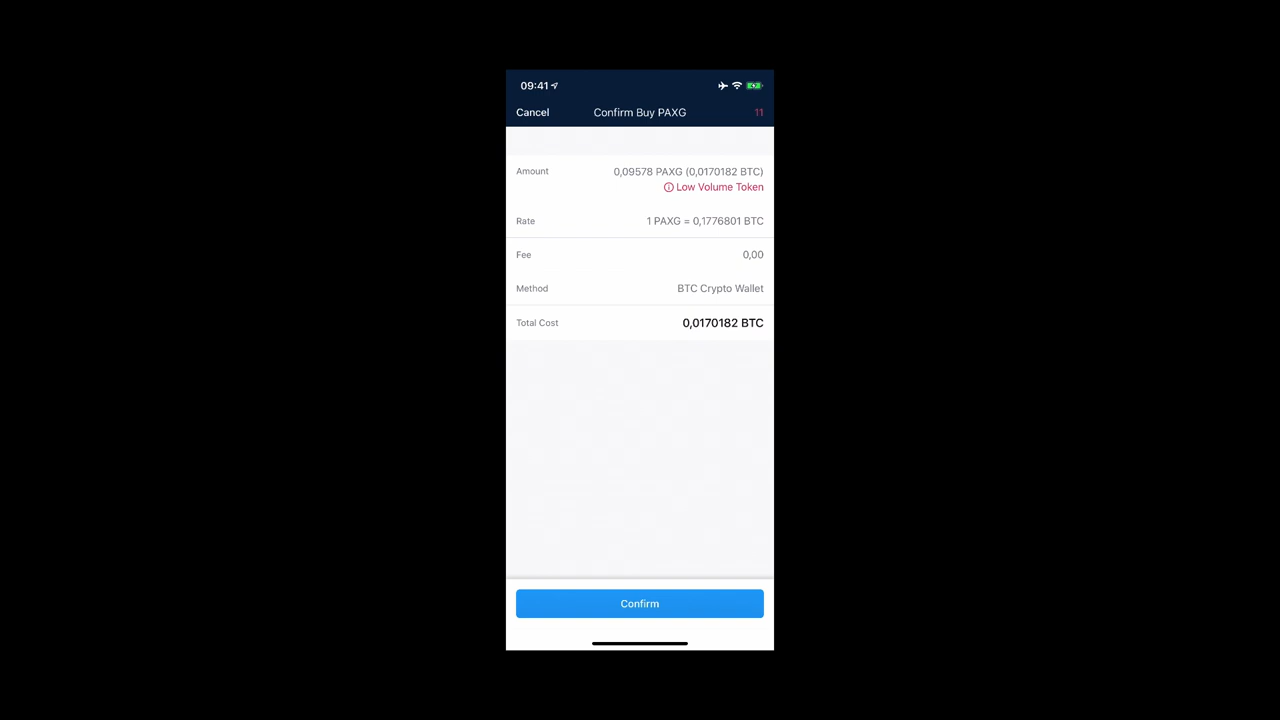 09:41
Cancel Confirm Buy PAXG 11
Amount 0,09578 PAXG (0,0170182 BTC)
Low Volume Token
Rate 1 PAXG = 0,1776801 BTC
Fee 0,00
Method BTC Crypto Wallet
Total Cost 0,0170182 BTC
Confirm